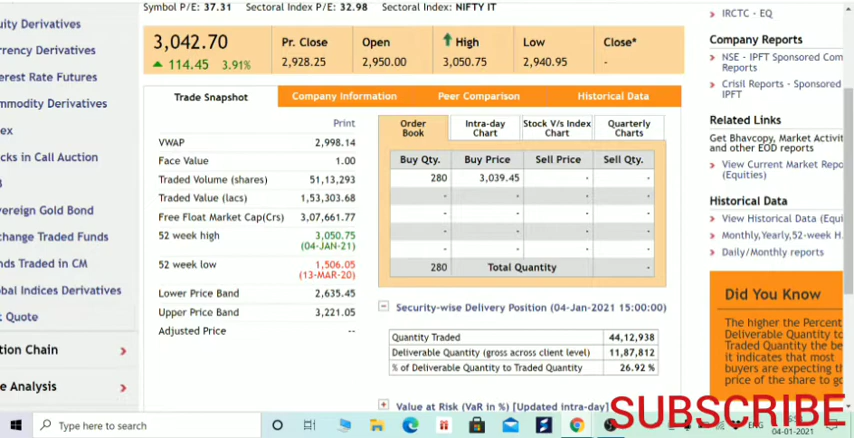 Symbol P/E: 37.31 Sectoral Index P/E: 32.98 Sectoral Index: NIFTY IT
uity Derivatives
rrency Derivatives
erest Rate Futures
mmodity Derivatives
ex
cks in Call Auction
vereign Gold Bond
change Traded Funds
nds Traded in CM
bal Indices Derivatives
Quote
tion Chain
e Analysis
3,042.70
114.45 3.91%
Pr. Close Open High Low Close*
2,928.25 2,950.00 3,050.75 2,940.95 -
Trade Snapshot Company Information Peer Comparison Historical Data
Print
VWAP 2,998.14
Face Value 1.00
Traded Volume (shares) 51,13,293
Traded Value (lacs) 1,53,303.68
Free Float Market Cap(Crs) 3,07,661.77
52 week high 3,050.75
(04-JAN-21)
52 week low 1,506.05
(13-MAR-20)
Lower Price Band 2,635.45
Upper Price Band 3,221.05
Adjusted Price --
Order Book
Intra-day Chart
Stock V/s Index Chart
Quarterly Charts
Buy Qty. Buy Price Sell Price Sell Qty.
280 3,039.45 - -
- - - -
- - - -
- - - -
- - - -
280 Total Quantity -
Security-wise Delivery Position (04-Jan-2021 15:00:00)
Quantity Traded 44,12,938
Deliverable Quantity (gross across client level) 11,87,812
% of Deliverable Quantity to Traded Quantity 26.92 %
Value at Risk (VaR in %) [Updated intra-day]
IRCTC - EQ
Company Reports
NSE - IPFT Sponsored Com
Reports
Crisil Reports - Sponsored
IPFT
Related Links
Get Bhavcopy, Market Activit
and other EOD reports
View Current Market Repo
(Equities)
Historical Data
View Historical Data (Equi
Monthly,Yearly,52-week H
Daily/Monthly reports
Did You Know
The higher the Percent
Deliverable Quantity to
Traded Quantity the be
it indicates that most
buyers are expecting th
price of the share to go
SUBSCRIBE
Type here to search
ENG
04-01-2021